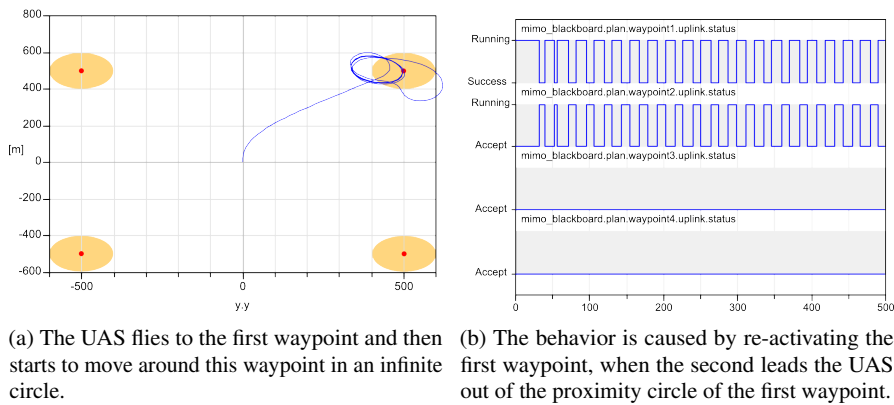 800
600
400
200
[m]
0
-200
-400
-600
-500
0
500
y.y
mimo_blackboard.plan.waypoint1.uplink.status
Running
Success
mimo_blackboard.plan.waypoint2.uplink.status
Running
Accept
mimo_blackboard.plan.waypoint3.uplink.status
Accept
mimo_blackboard.plan.waypoint4.uplink.status
Accept
0
100
200
300
400
500
(a) The UAS flies to the first waypoint and then
starts to move around this waypoint in an infinite
circle.
(b) The behavior is caused by re-activating the
first waypoint, when the second leads the UAS
out of the proximity circle of the first waypoint.